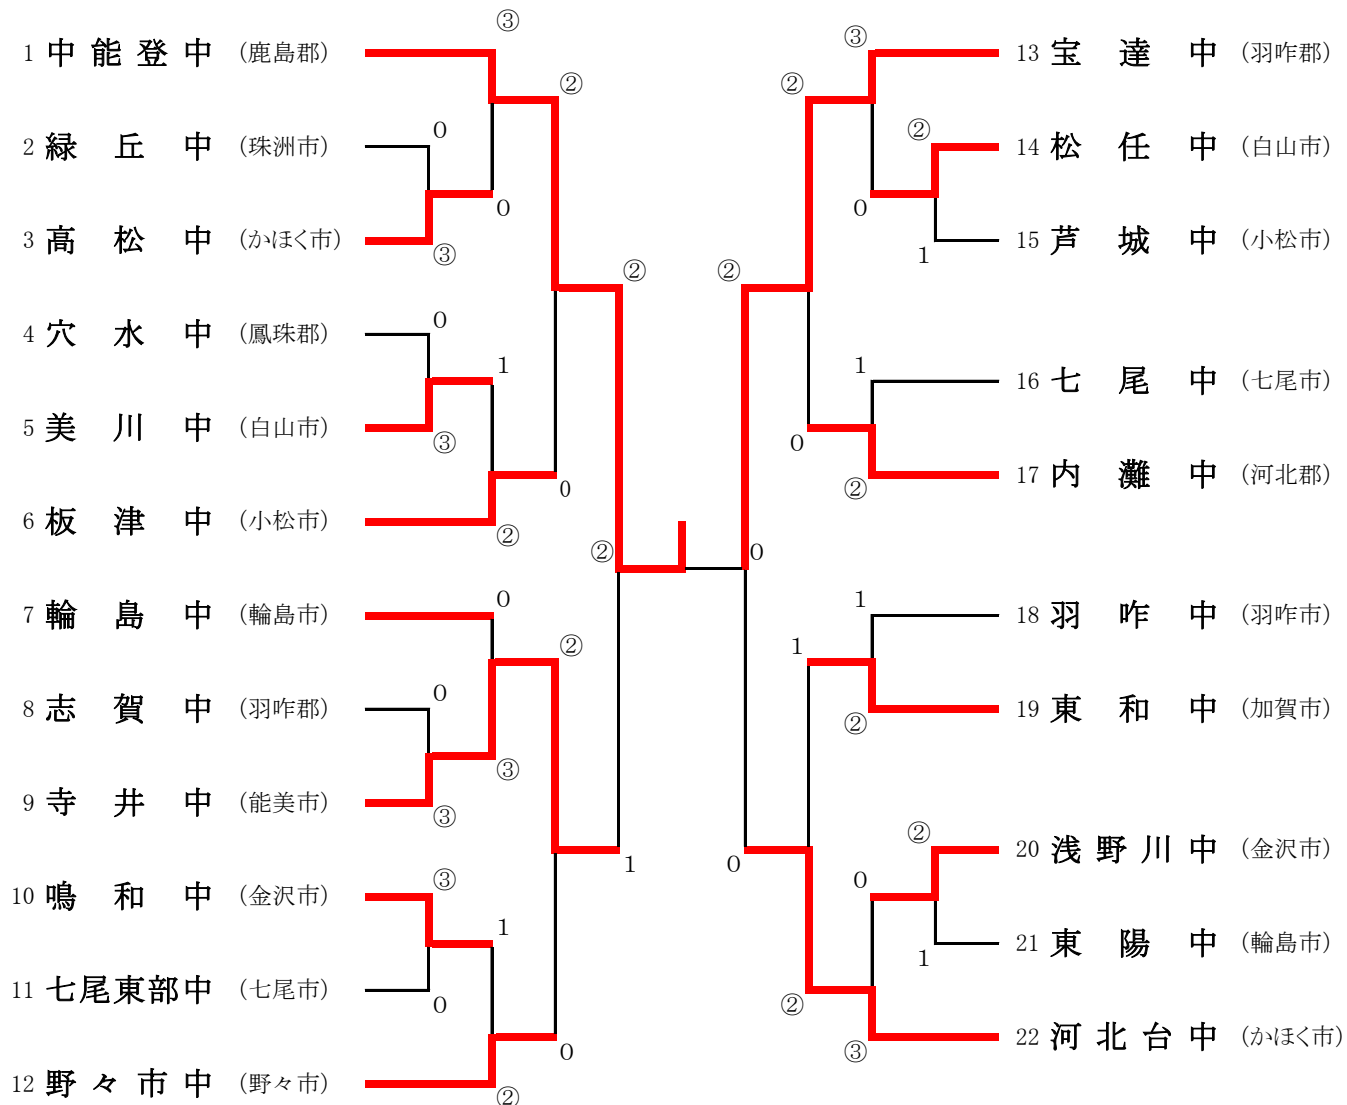 ③
1 中能登中 (鹿島郡)
②
0
2 緑丘中 (珠洲市)
0
3 高松中 (かほく市)
③
②
0
4 穴水中 (鳳珠郡)
1
5 美川中 (白山市)
③
0
6 板津中 (小松市)
②
②
0
7 輪島中 (輪島市)
②
0
8 志賀中 (羽咋郡)
③
9 寺井中 (能美市)
③
1
③
10 鳴和中 (金沢市)
1
11 七尾東部中 (七尾市)
0
0
12 野々市中 (野々市)
②
③
13 宝達中 (羽咋郡)
②
②
14 松任中 (白山市)
0
15 芦城中 (小松市)
1
②
1
16 七尾中 (七尾市)
0
17 内灘中 (河北郡)
②
0
1
18 羽咋中 (羽咋市)
1
19 東和中 (加賀市)
②
②
20 浅野川中 (金沢市)
0
0
21 東陽中 (輪島市)
1
②
22 河北台中 (かほく市)
③